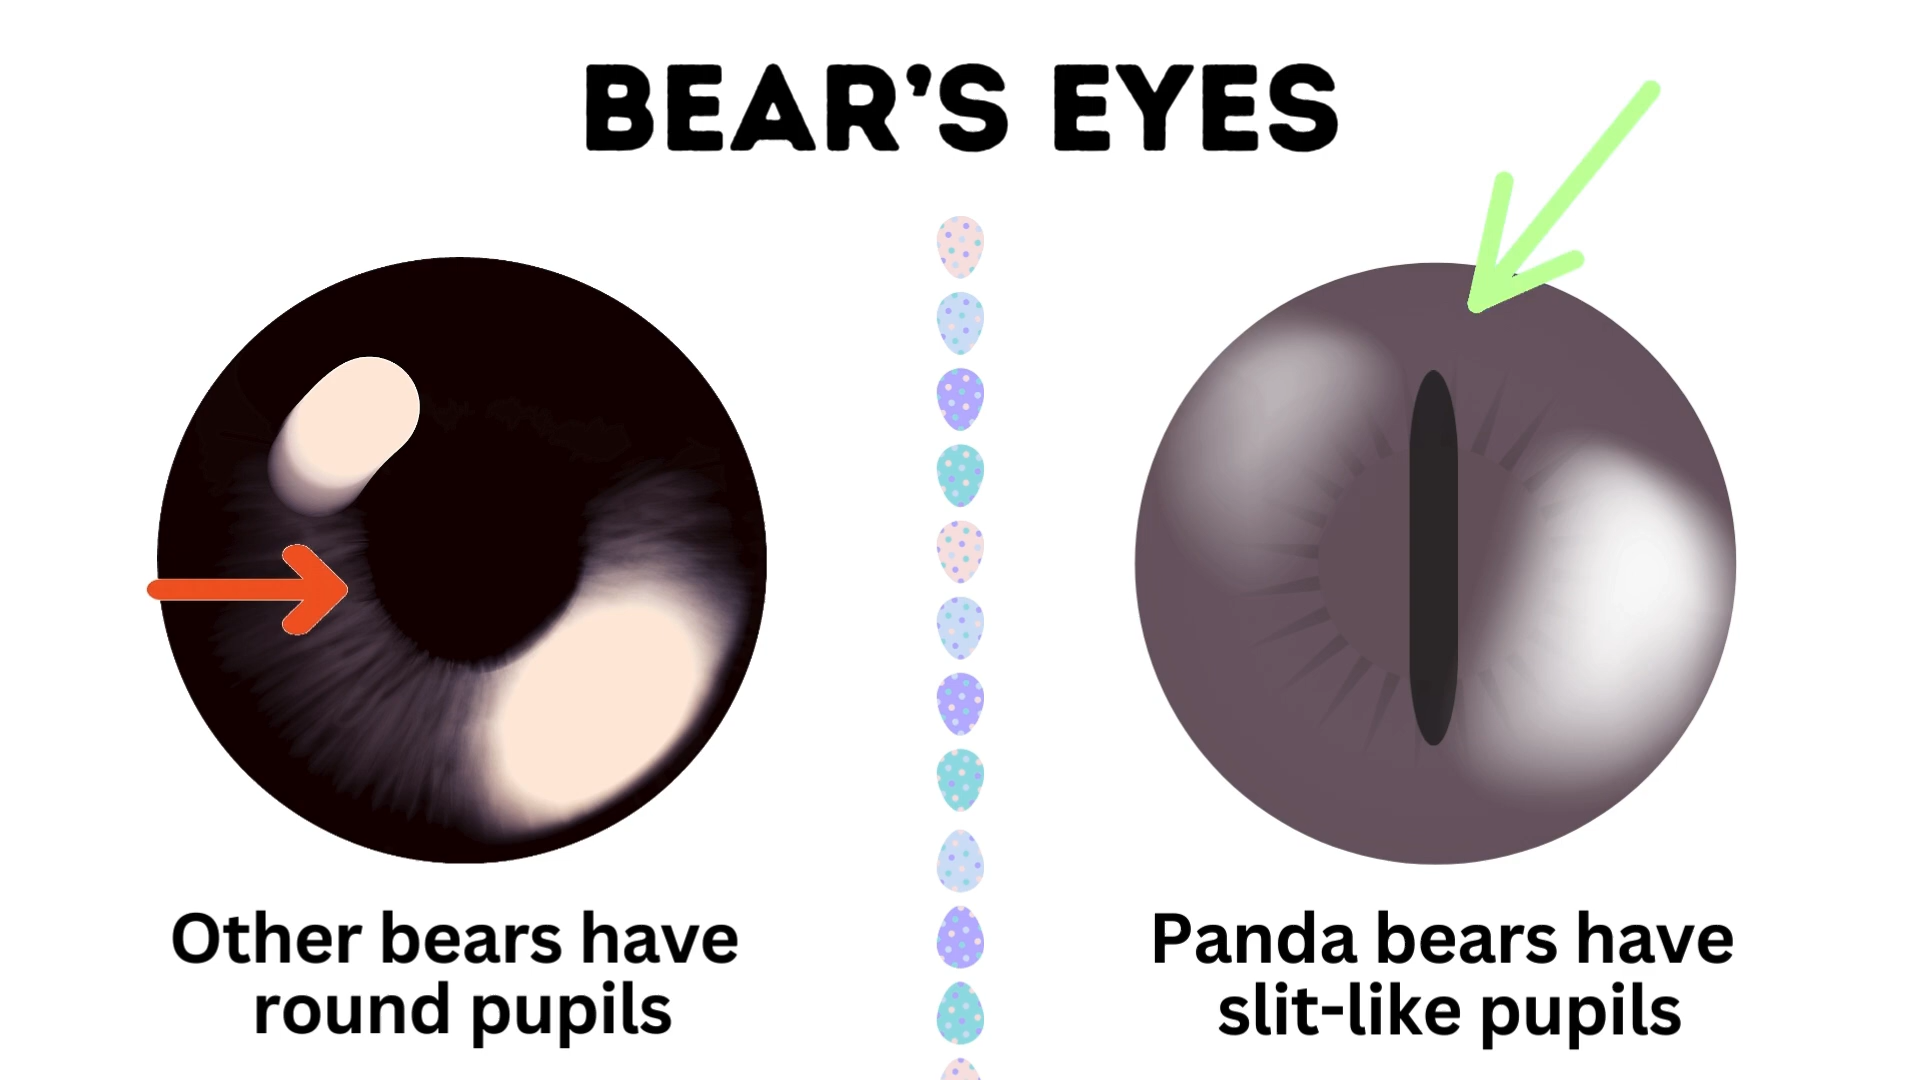 BEAR’S EYES
Other bears have
round pupils
Panda bears have
slit-like pupils